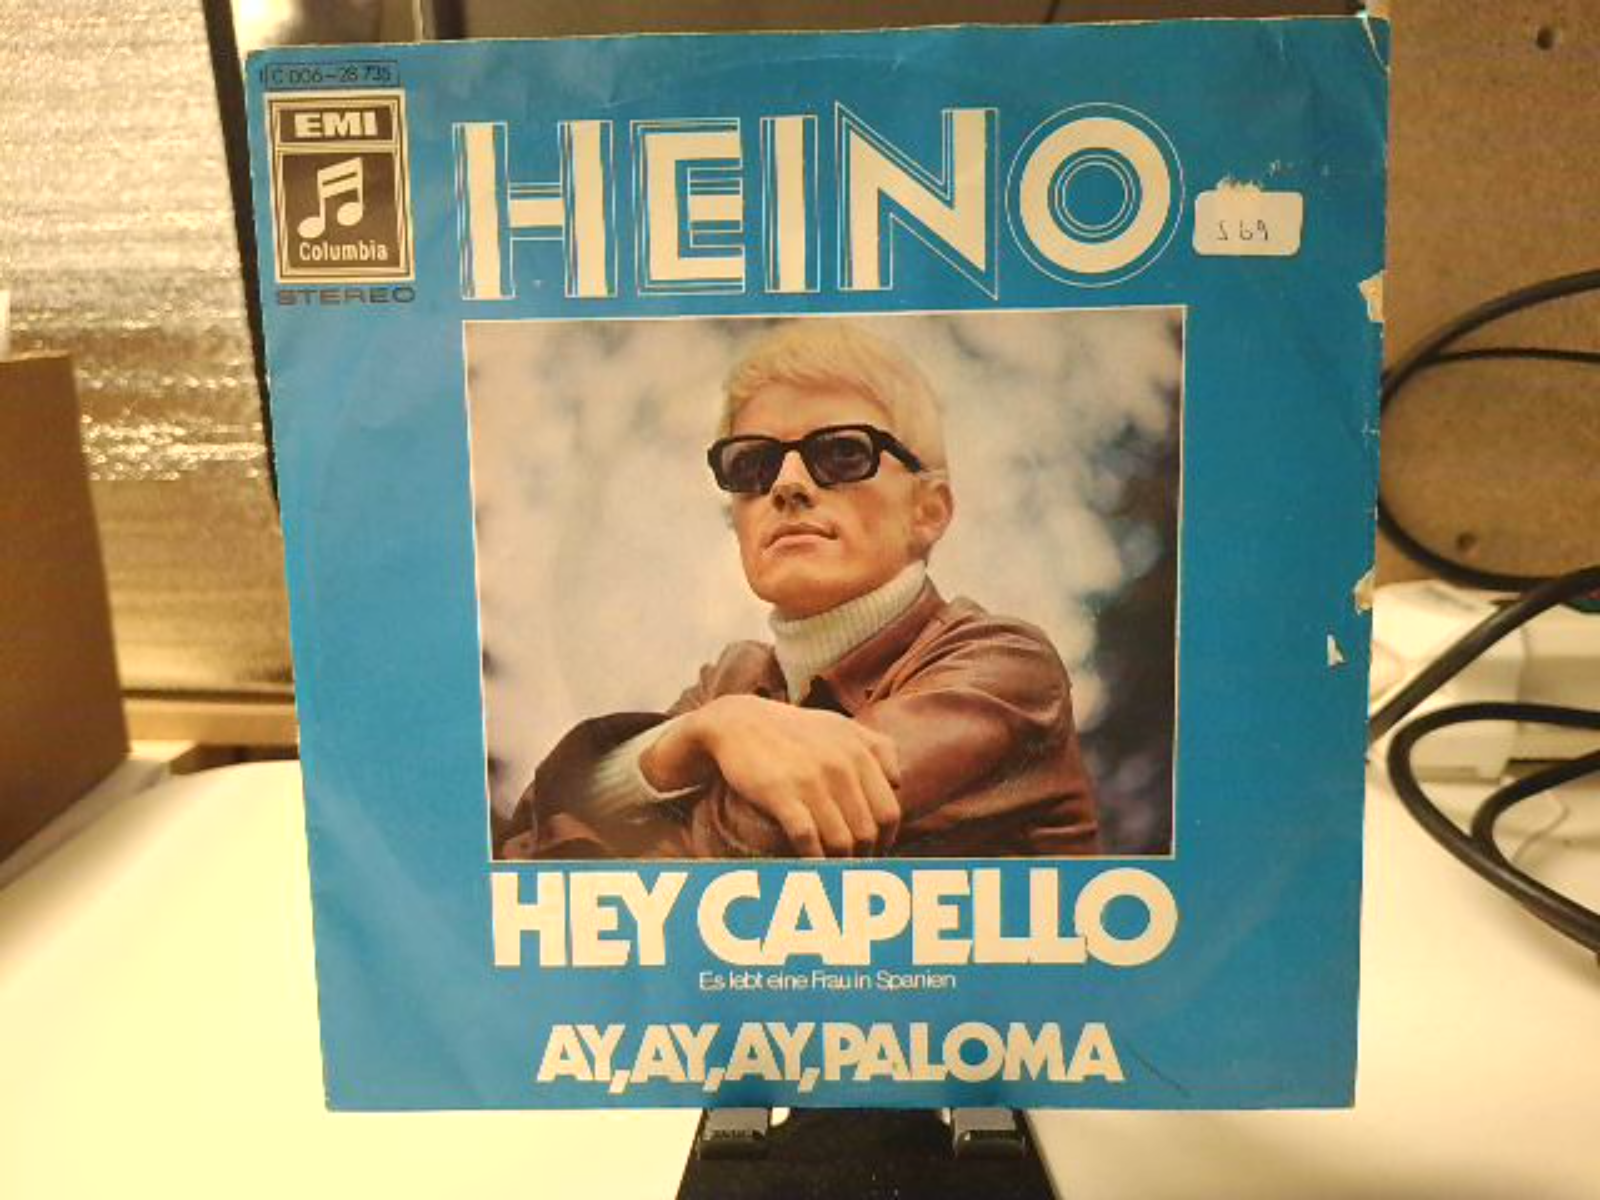 1 C 006-28 735
EMI
Columbia
STEREO
HEINO
S 69
HEY CAPELLO
Es lebt eine Frau in Spanien
AY, AY, AY, PALOMA